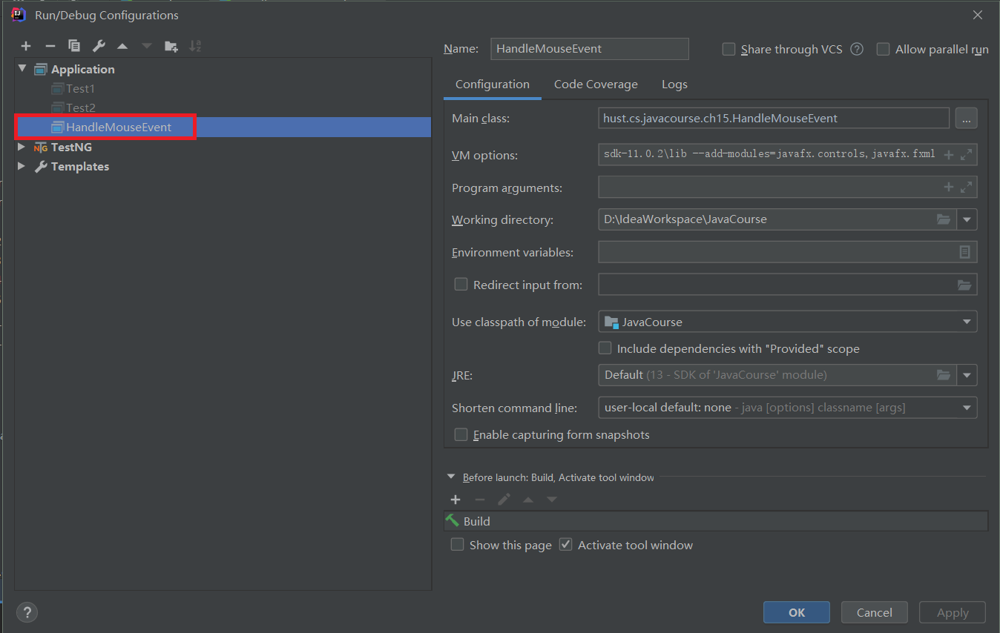 Run/Debug Configurations
Name: HandleMouseEvent Share through VCS ? Allow parallel run
Application
Test1
Test2
HandleMouseEvent
TestNG
Templates
Configuration Code Coverage Logs
Main class: hust.cs.javacourse.ch15.HandleMouseEvent ...
VM options: sdk-11.0.2\lib --add-modules=javafx.controls,javafx.fxml
Program arguments:
Working directory: D:\IdeaWorkspace\JavaCourse
Environment variables:
Redirect input from:
Use classpath of module: JavaCourse
Include dependencies with "Provided" scope
JRE: Default (13 - SDK of 'JavaCourse' module)
Shorten command line: user-local default: none - java [options] classname [args]
Enable capturing form snapshots
Before launch: Build, Activate tool window
Build
Show this page Activate tool window
? OK Cancel Apply